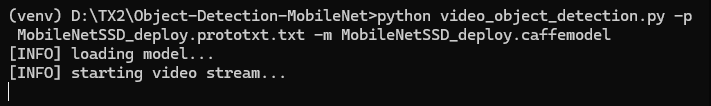 (venv) D:\TX2\Object-Detection-MobileNet>python video_object_detection.py -p
MobileNetSSD_deploy.prototxt.txt -m MobileNetSSD_deploy.caffemodel
[INFO] loading model...
[INFO] starting video stream...